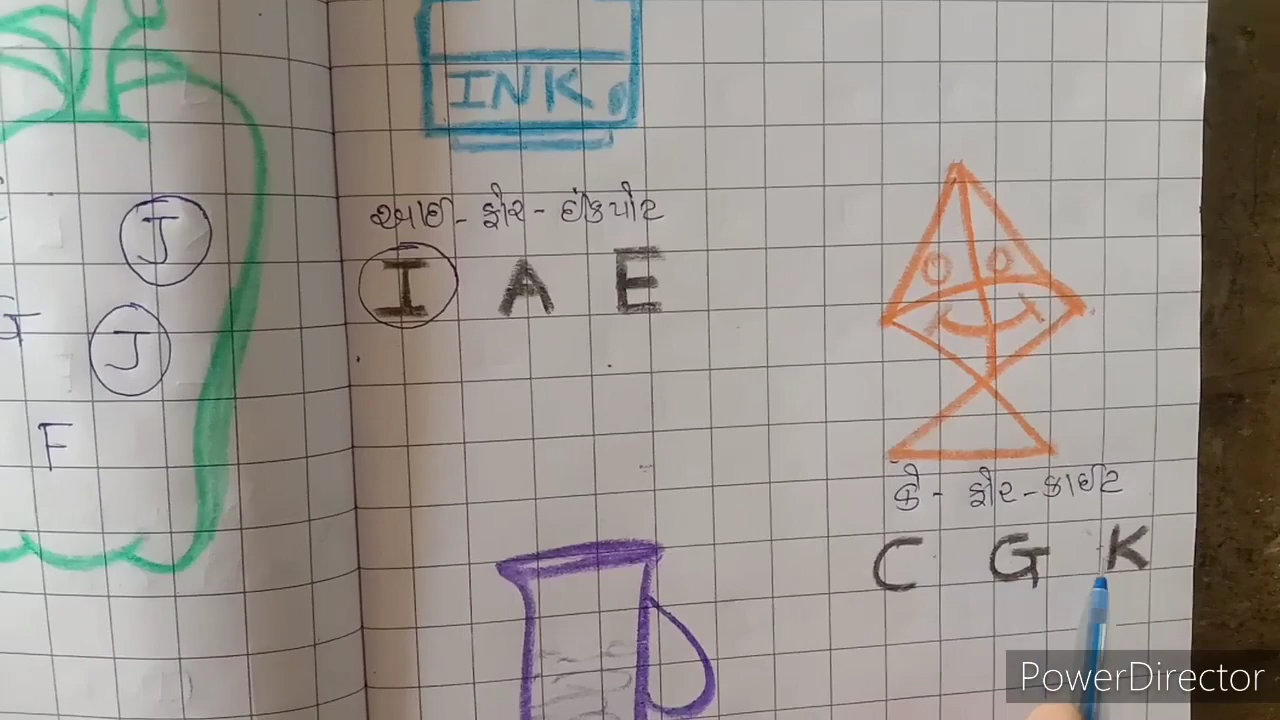 INK
J
આઈ - ફોર - ઈંકપોટ
I A E
G
J
F
કે - ફોર - કાઈટ
C G K
PowerDirector